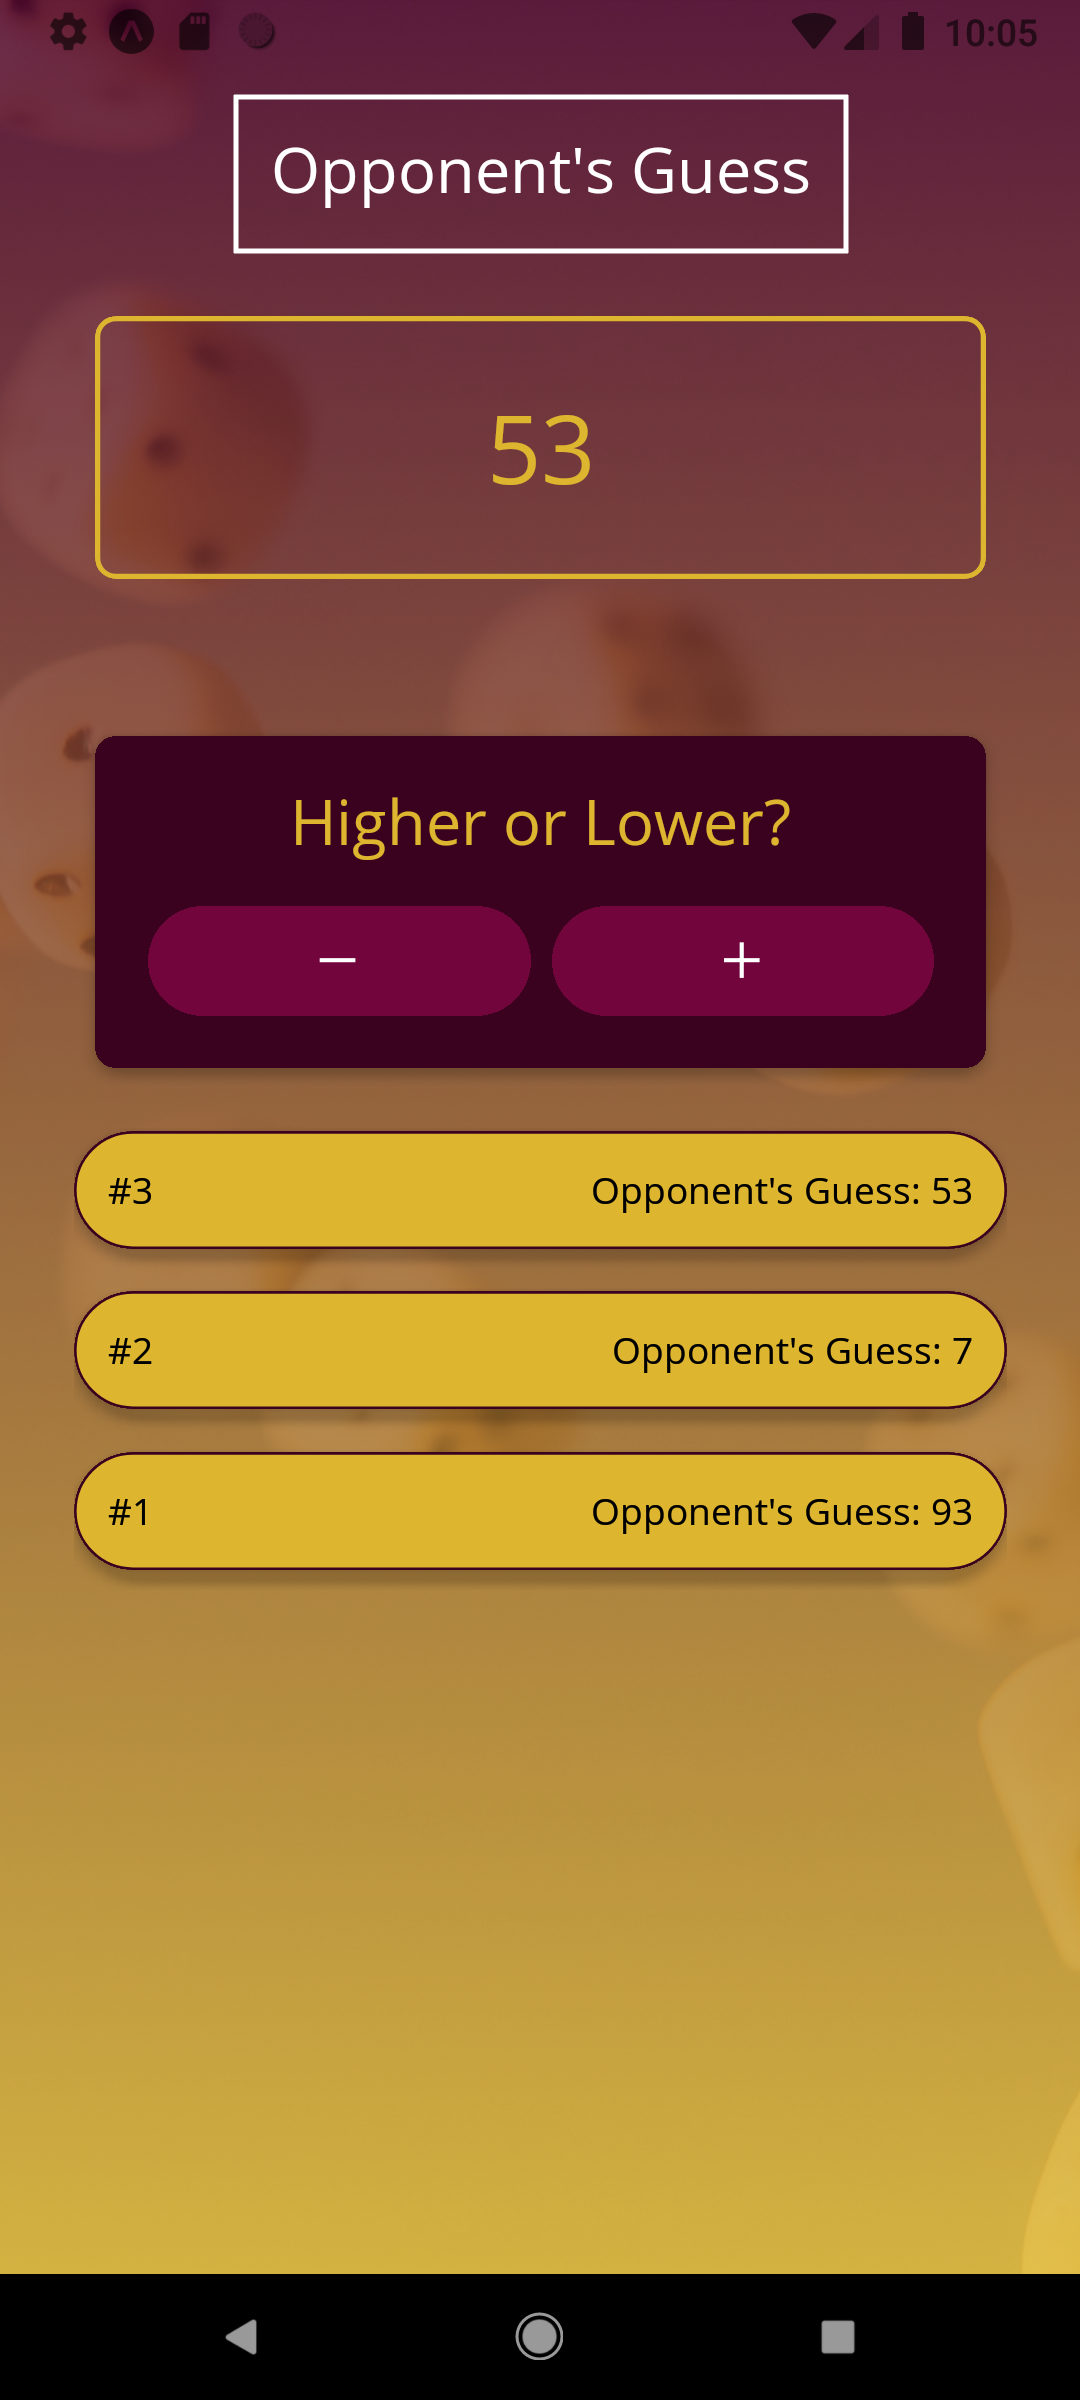 10:05
Opponent's Guess
53
Higher or Lower?
− +
#3 Opponent's Guess: 53
#2 Opponent's Guess: 7
#1 Opponent's Guess: 93